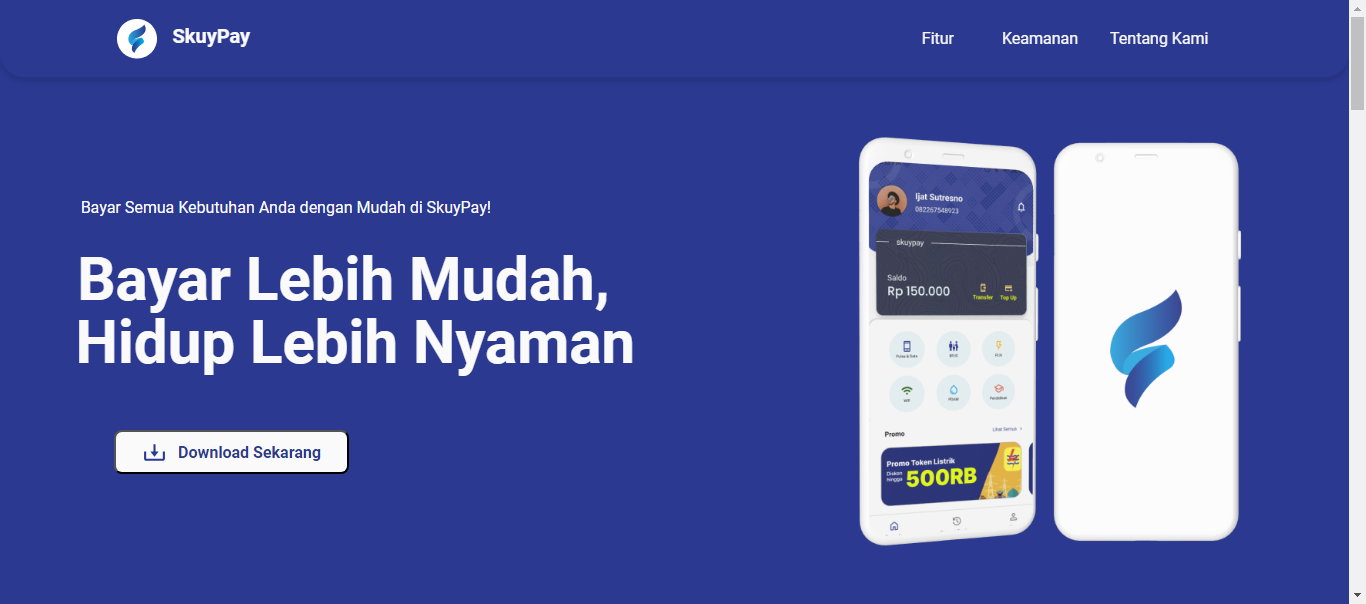 SkuyPay
Fitur
Keamanan
Tentang Kami
Bayar Semua Kebutuhan Anda dengan Mudah di SkuyPay!
Bayar Lebih Mudah,
Hidup Lebih Nyaman
Download Sekarang
Ijat Sutresno
082267548923
skuypay
Saldo
Rp 150.000
Transfer
Top Up
Pulsa & Data
BPJS
Wifi
PDAM
Pendidikan
Promo
Lihat Semua
Promo Token Listrik
Diskon
hingga
500RB